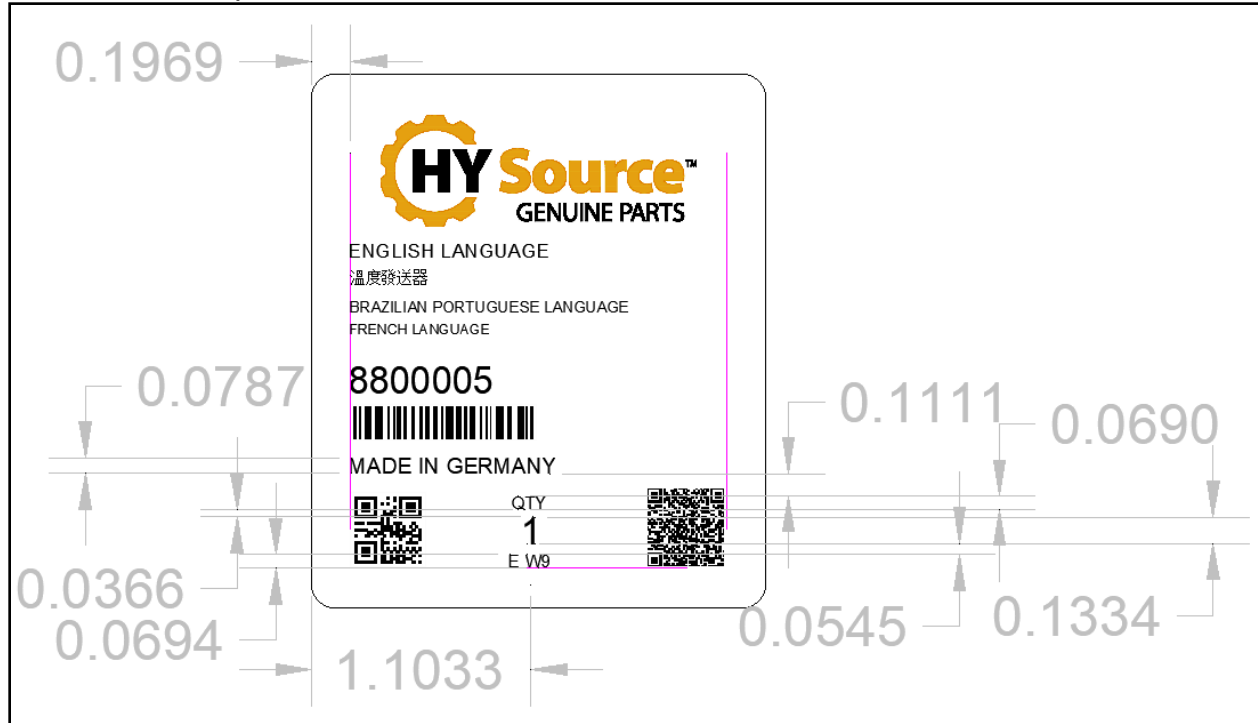 0.1969
HY Source™
GENUINE PARTS
ENGLISH LANGUAGE
溫度發送器
BRAZILIAN PORTUGUESE LANGUAGE
FRENCH LANGUAGE
0.0787
8800005
0.1111
0.0690
MADE IN GERMANY
QTY
1
E W9
0.0366
0.0694
0.0545
0.1334
1.1033